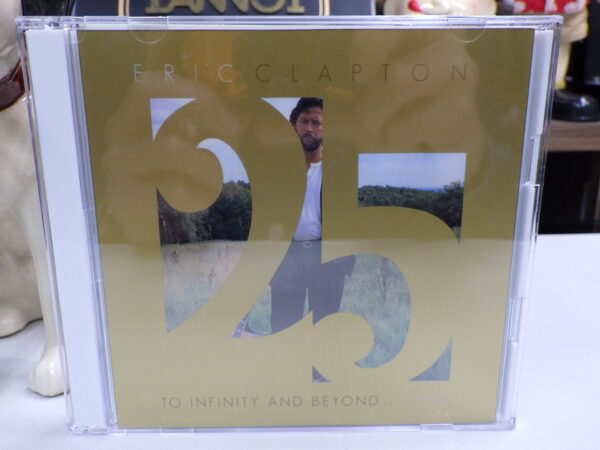 ERIC CLAPTON
25
TO INFINITY AND BEYOND...